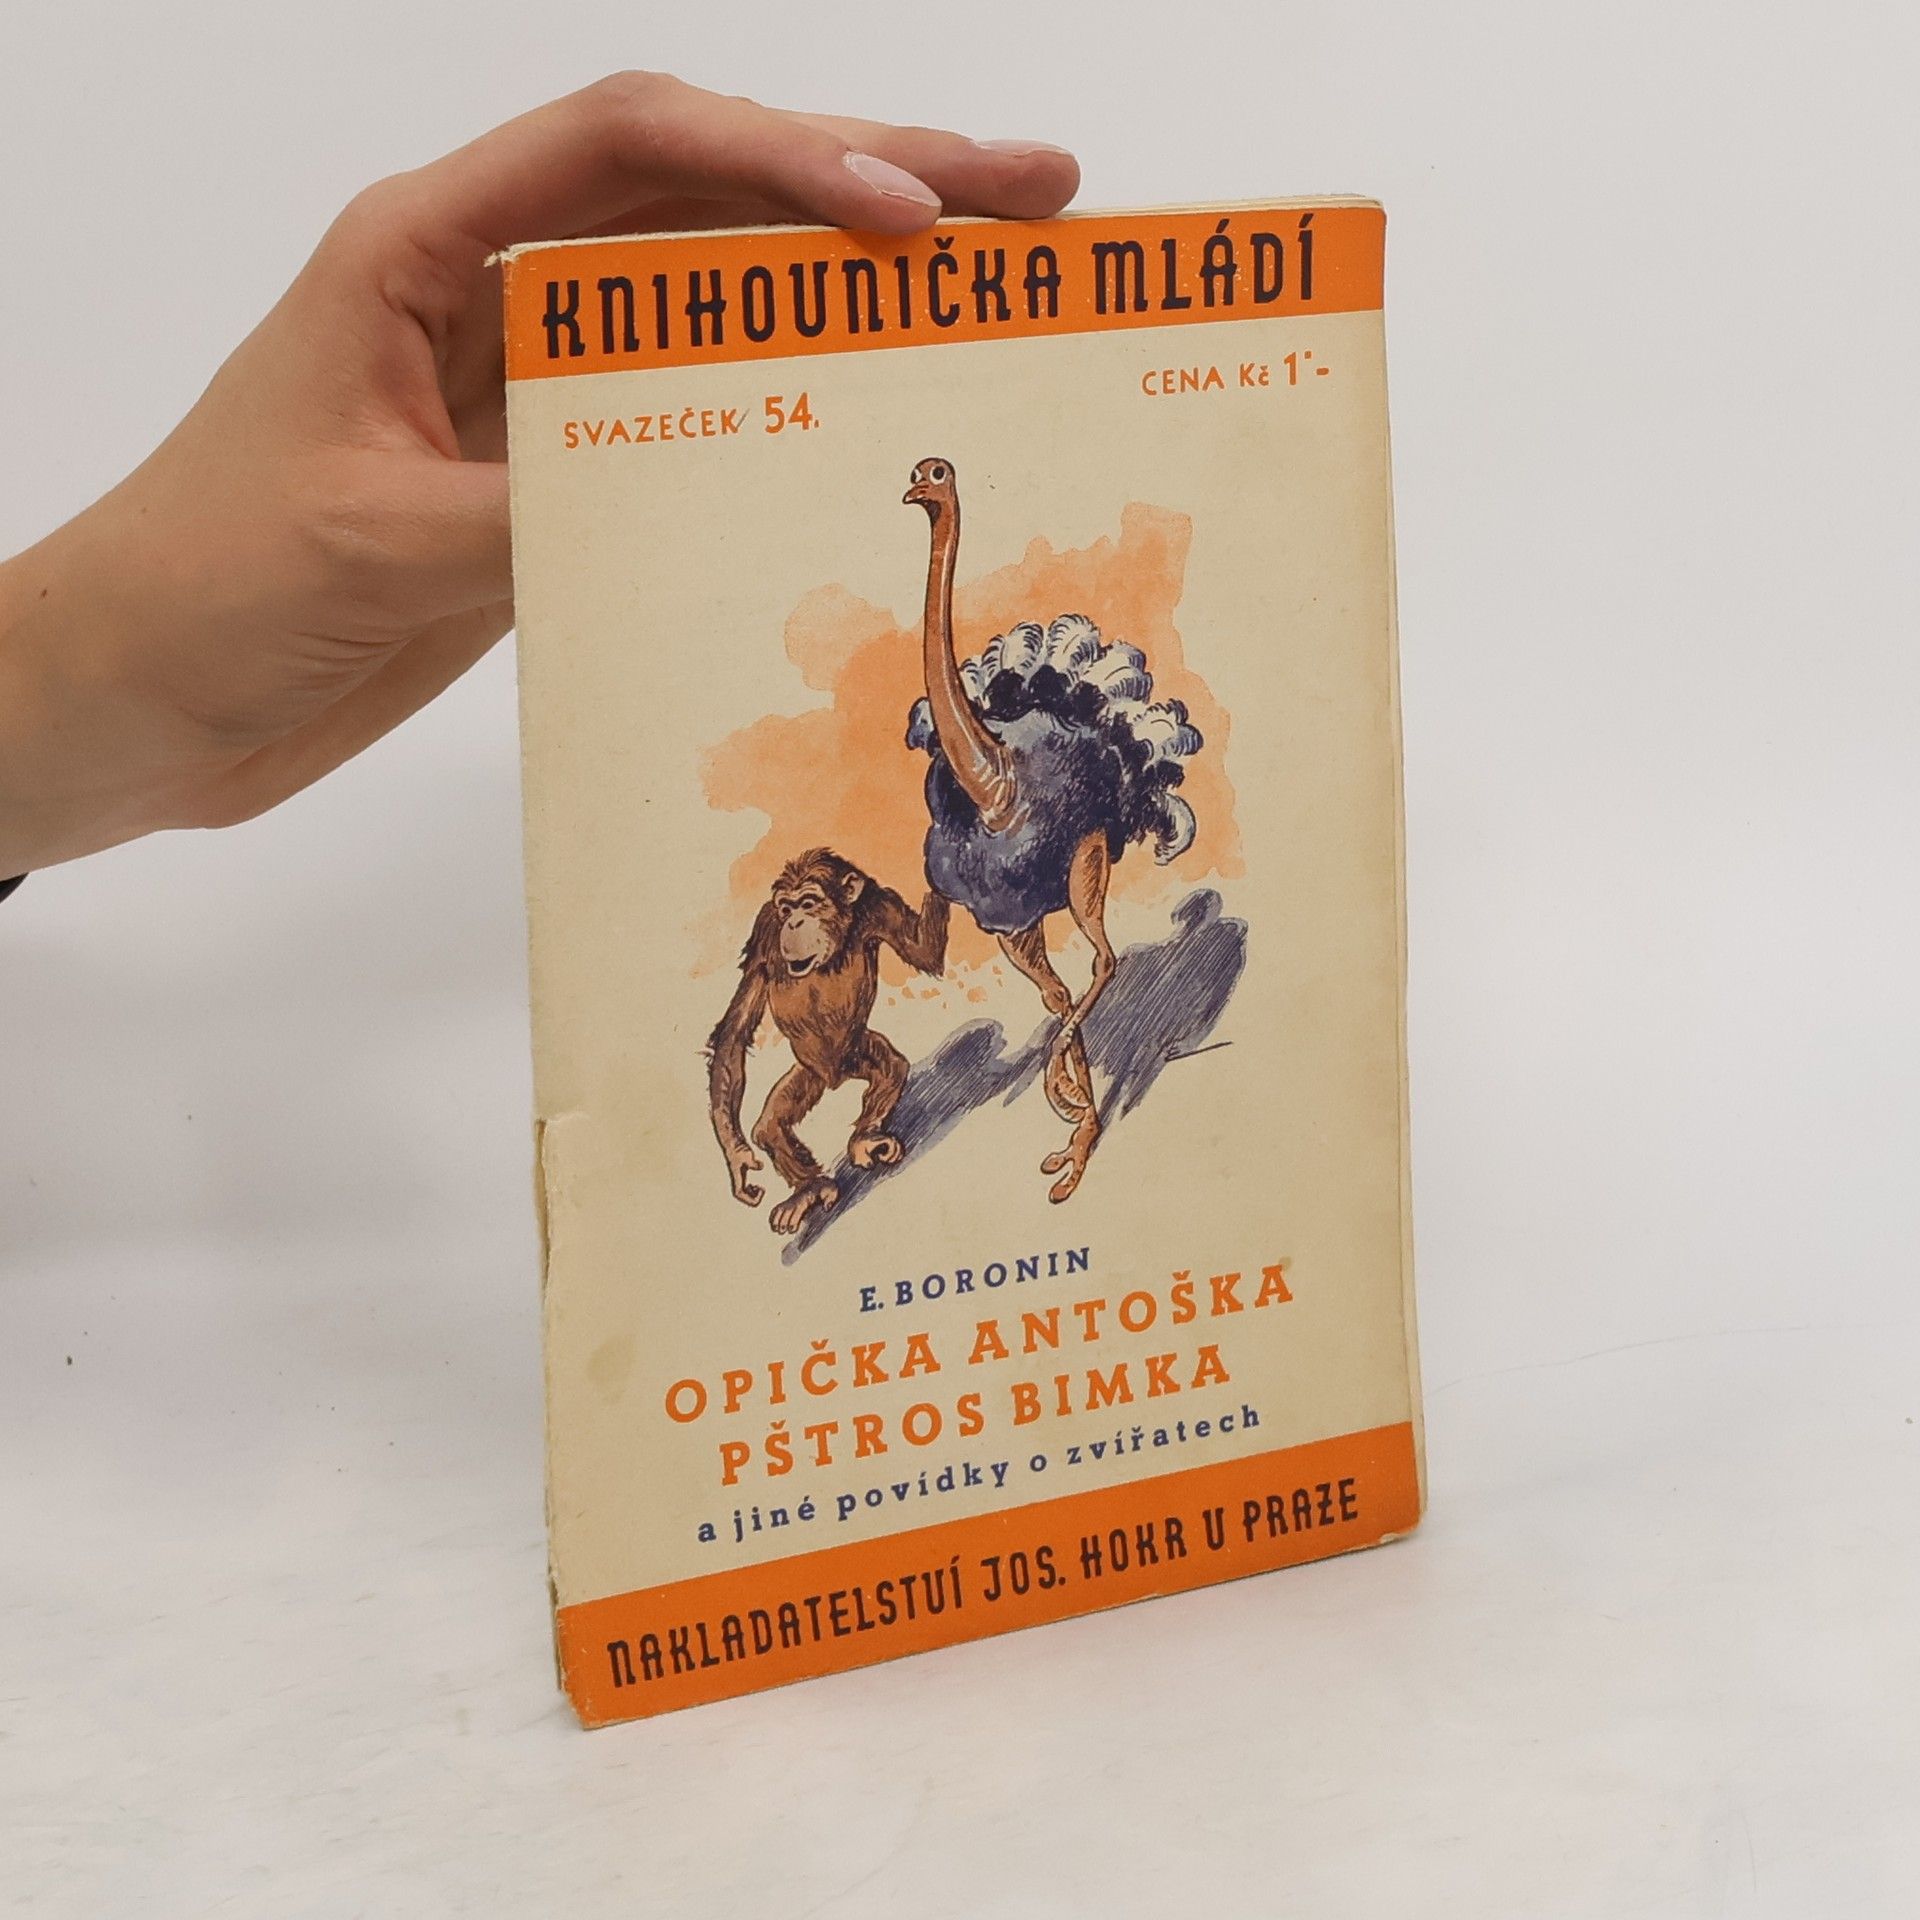 KNIHOVNIČKA MLÁDÍ
SVAZEČEK 54.
CENA Kč 1·-
E. BORONIN
OPIČKA ANTOŠKA
PŠTROS BIMKA
a jiné povídky o zvířatech
NAKLADATELSTVÍ JOS. HOKR V PRAZE